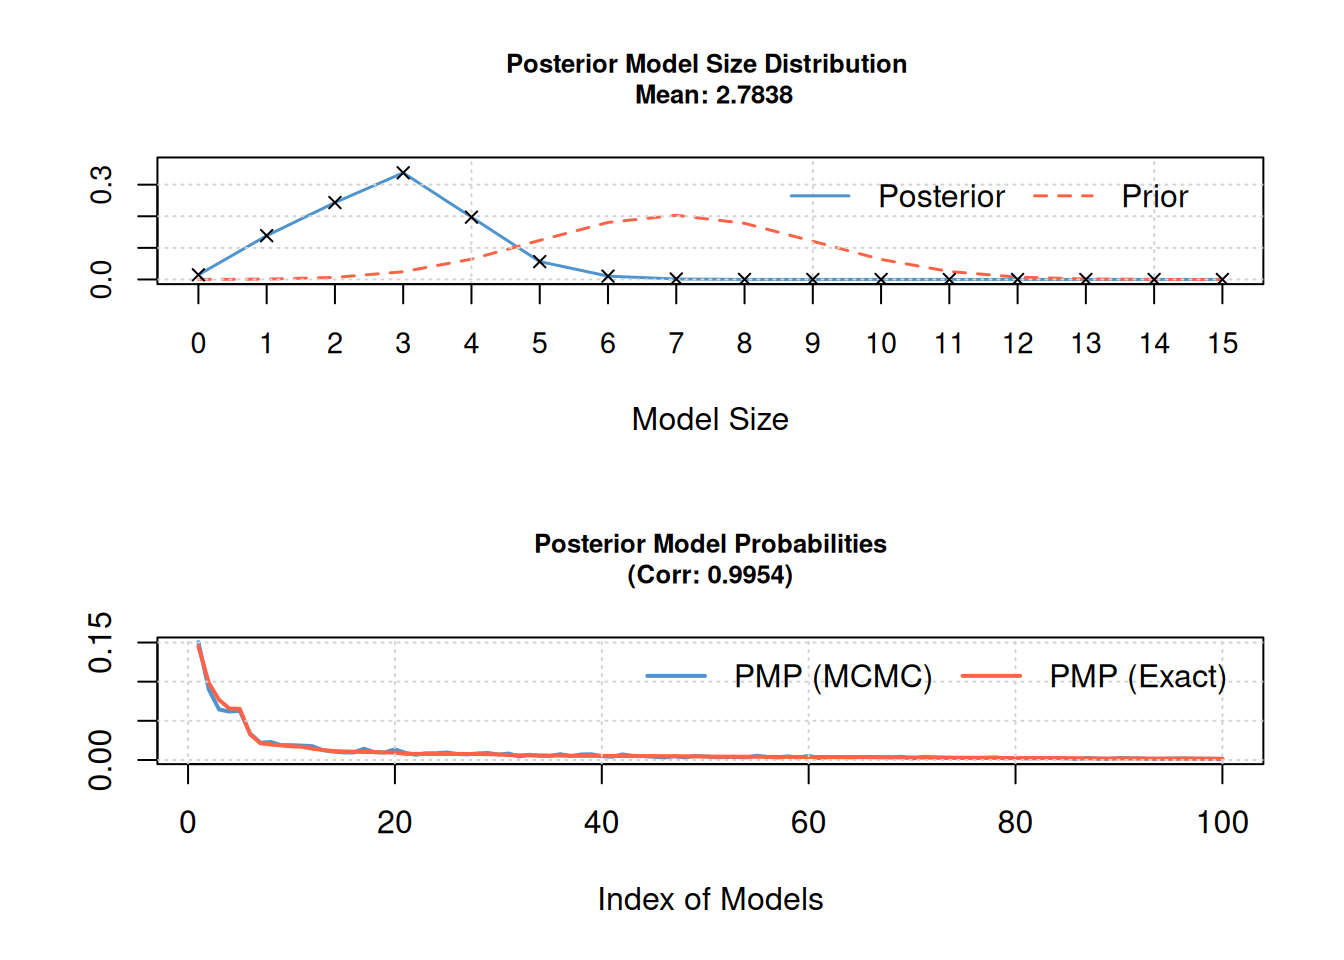 Posterior Model Size Distribution
Mean: 2.7838
0.3
0.0
Posterior
Prior
0 1 2 3 4 5 6 7 8 9 10 11 12 13 14 15
Model Size
Posterior Model Probabilities
(Corr: 0.9954)
0.15
0.00
PMP (MCMC)
PMP (Exact)
0 20 40 60 80 100
Index of Models